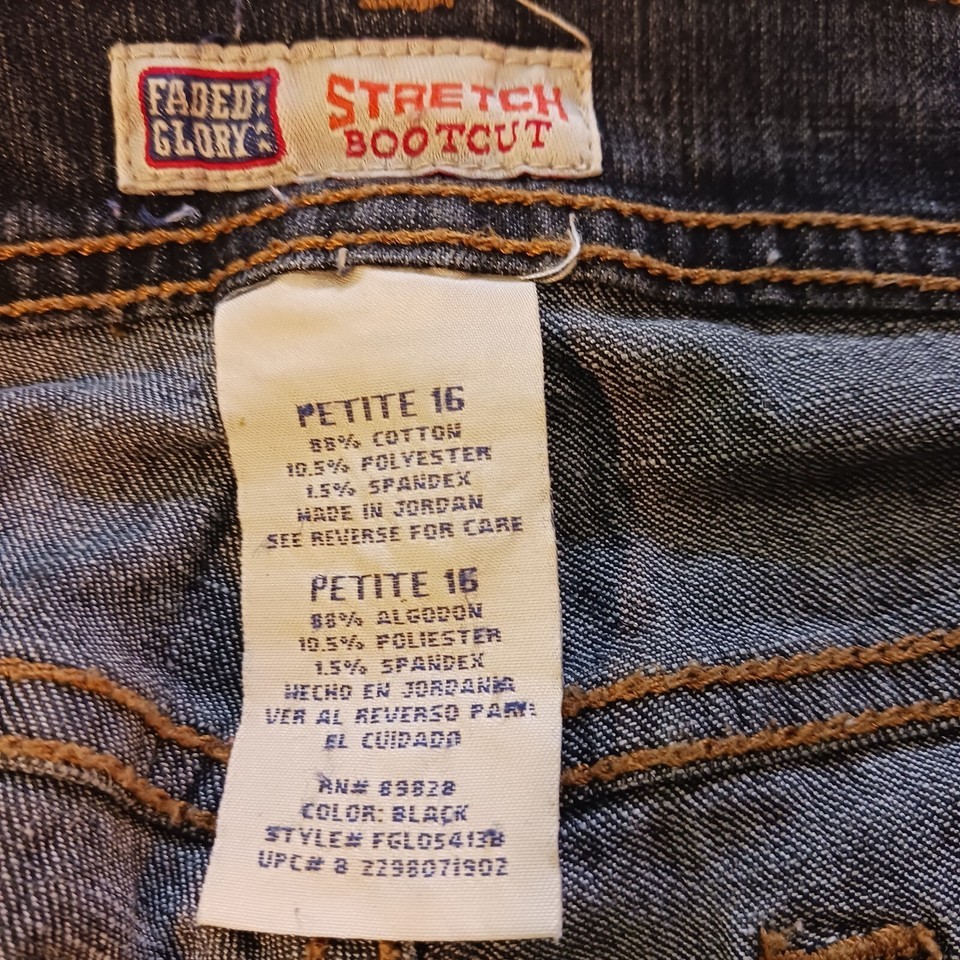 FADED
GLORY
STRETCH
BOOTCUT
PETITE 16
88% COTTON
10.5% POLYESTER
1.5% SPANDEX
MADE IN JORDAN
SEE REVERSE FOR CARE
PETITE 16
88% ALGODON
10.5% POLIESTER
1.5% SPANDEX
HECHO EN JORDANIA
VER AL REVERSO PARA
EL CUIDADO
RN# 89828
COLOR: BLACK
STYLE# FGL05413B
UPC# 8 2298071902